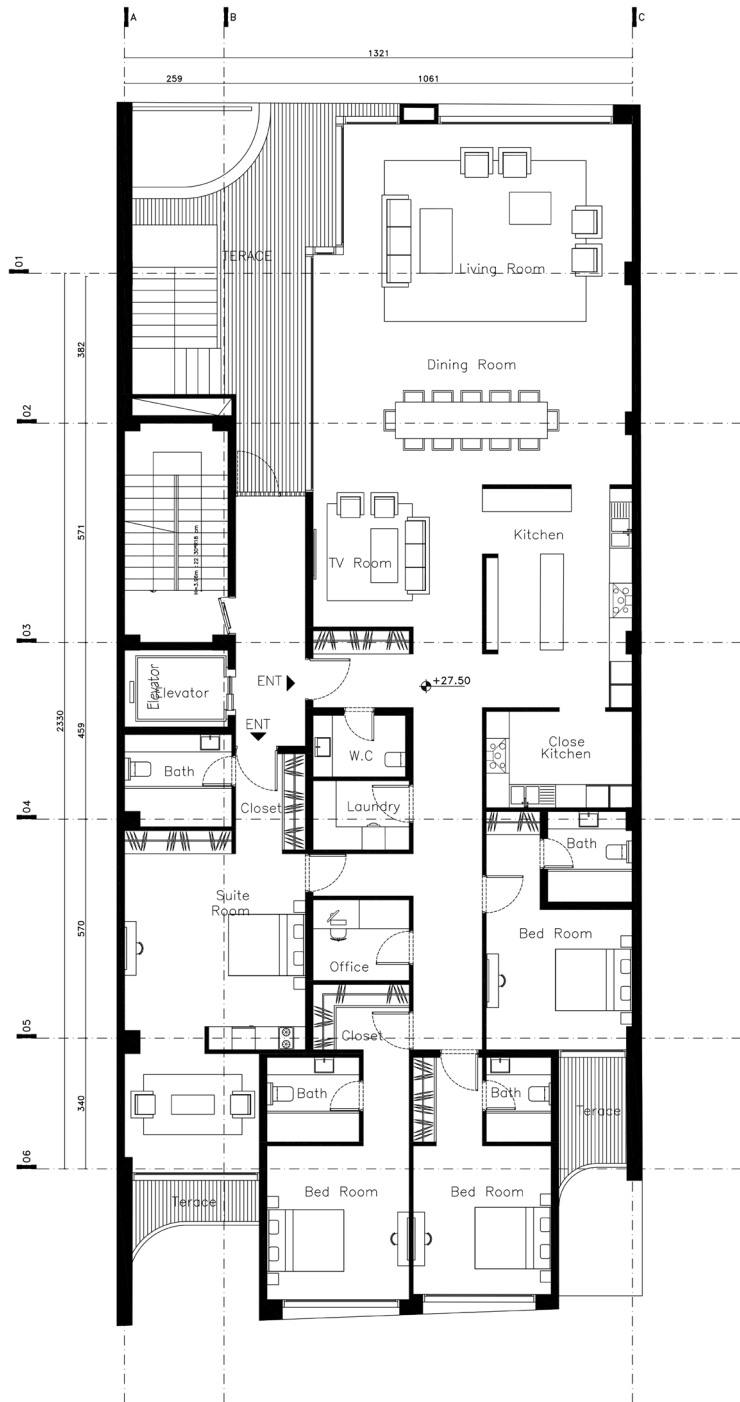 A
B
C
1321
259
1061
TERACE
01
Living Room
382
Dining Room
02
571
Kitchen
TV Room
03
ENT
+27.50
Elevator
Elevator
2330
459
ENT
Close
Kitchen
W.C
Bath
Closet
Laundry
04
Bath
Suite
Room
570
Bed Room
Office
05
Closet
Bath
Bath
340
Terace
06
Bed Room
Bed Room
Terace